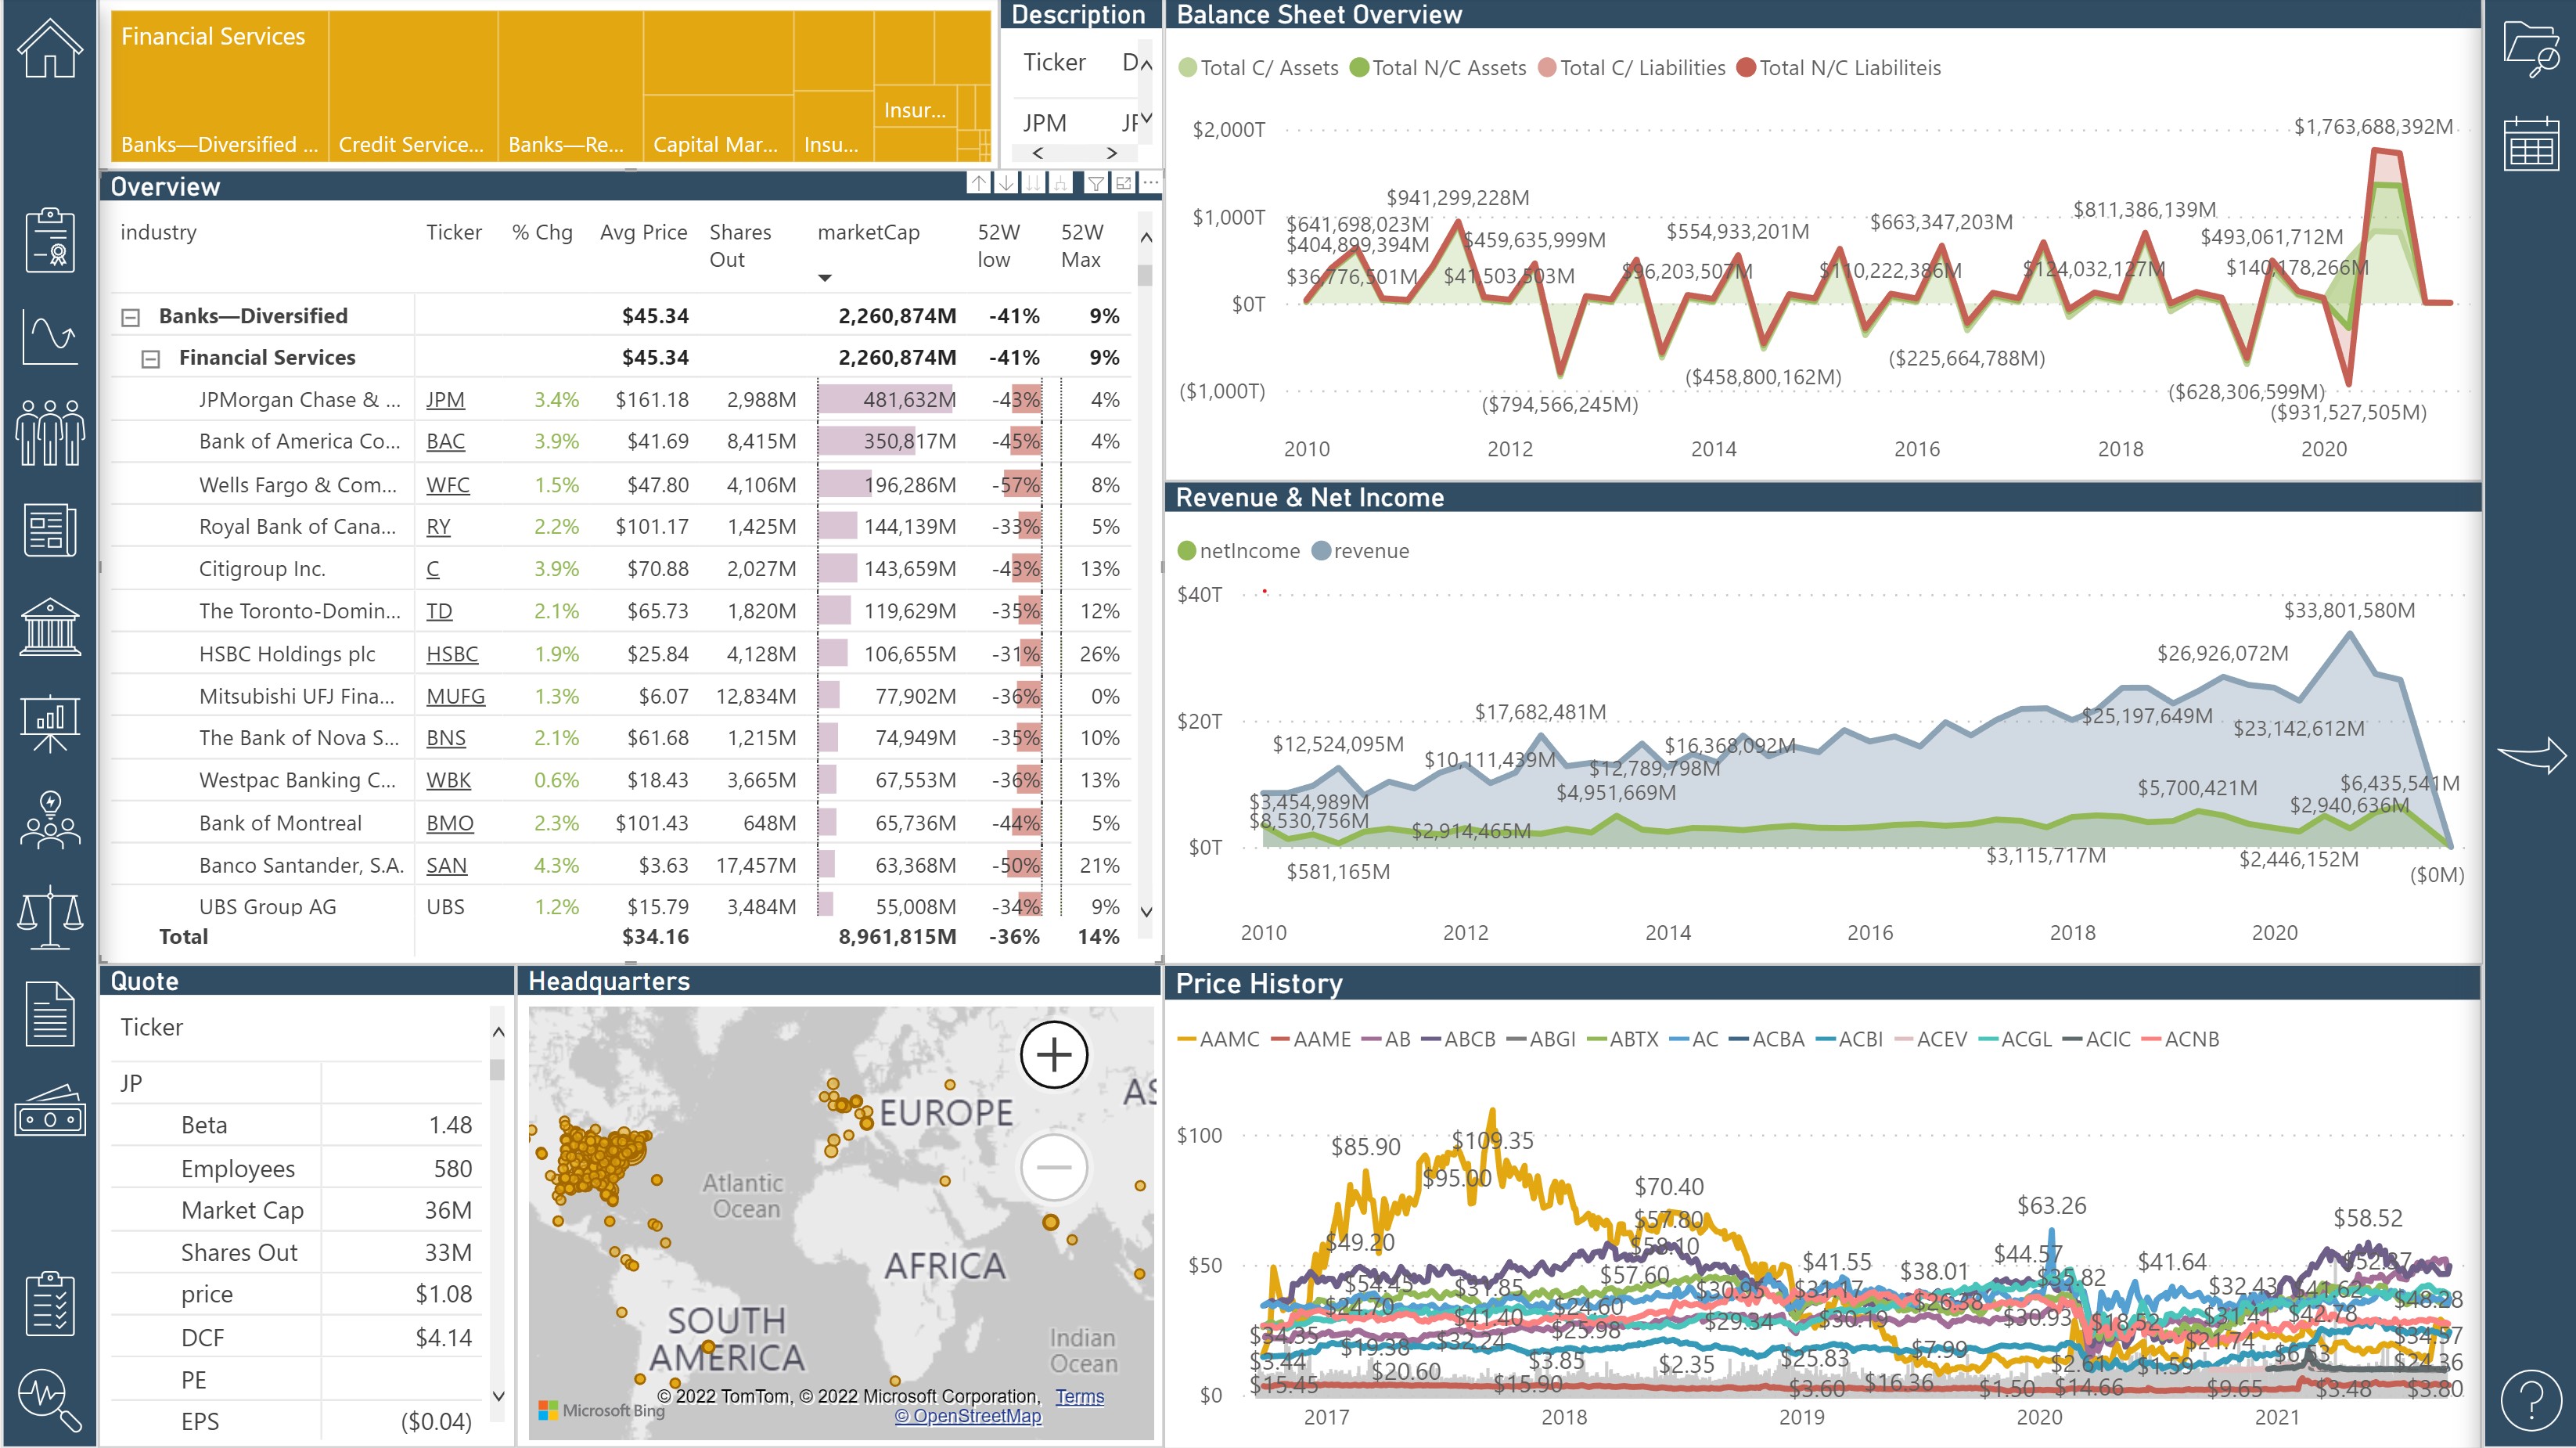 Financial Services
Banks—Diversified ...
Credit Service...
Banks—Re...
Capital Mar...
Insu...
Insur...
Description
Ticker
JPM
Overview
industry Ticker % Chg Avg Price Shares Out marketCap 52W low 52W Max
Banks—Diversified $45.34 2,260,874M -41% 9%
Financial Services $45.34 2,260,874M -41% 9%
JPMorgan Chase & ... JPM 3.4% $161.18 2,988M 481,632M -43% 4%
Bank of America Co... BAC 3.9% $41.69 8,415M 350,817M -45% 4%
Wells Fargo & Com... WFC 1.5% $47.80 4,106M 196,286M -57% 8%
Royal Bank of Cana... RY 2.2% $101.17 1,425M 144,139M -33% 5%
Citigroup Inc. C 3.9% $70.88 2,027M 143,659M -43% 13%
The Toronto-Domin... TD 2.1% $65.73 1,820M 119,629M -35% 12%
HSBC Holdings plc HSBC 1.9% $25.84 4,128M 106,655M -31% 26%
Mitsubishi UFJ Fina... MUFG 1.3% $6.07 12,834M 77,902M -36% 0%
The Bank of Nova S... BNS 2.1% $61.68 1,215M 74,949M -35% 10%
Westpac Banking C... WBK 0.6% $18.43 3,665M 67,553M -36% 13%
Bank of Montreal BMO 2.3% $101.43 648M 65,736M -44% 5%
Banco Santander, S.A. SAN 4.3% $3.63 17,457M 63,368M -50% 21%
UBS Group AG UBS 1.2% $15.79 3,484M 55,008M -34% 9%
Total $34.16 8,961,815M -36% 14%
Quote
Ticker
JP
Beta 1.48
Employees 580
Market Cap 36M
Shares Out 33M
price $1.08
DCF $4.14
PE
EPS ($0.04)
Headquarters
EUROPE
AS
Atlantic
Ocean
AFRICA
SOUTH
AMERICA
Indian
Ocean
© 2022 TomTom, © 2022 Microsoft Corporation, Terms
© OpenStreetMap
Microsoft Bing
Balance Sheet Overview
Total C/ Assets Total N/C Assets Total C/ Liabilities Total N/C Liabiliteis
$2,000T
$1,000T
$0T
($1,000T)
$1,763,688,392M
$941,299,228M
$641,698,023M
$404,899,394M
$36,776,501M
$459,635,999M
$41,503,503M
$554,933,201M
$96,203,507M
$663,347,203M
$110,222,386M
$811,386,139M
$124,032,127M
$493,061,712M
$140,178,266M
($794,566,245M)
($458,800,162M)
($225,664,788M)
($628,306,599M)
($931,527,505M)
2010 2012 2014 2016 2018 2020
Revenue & Net Income
netIncome revenue
$40T
$20T
$0T
$33,801,580M
$26,926,072M
$17,682,481M
$25,197,649M
$23,142,612M
$12,524,095M
$10,111,439M
$16,368,092M
$12,789,798M
$4,951,669M
$5,700,421M
$6,435,541M
$2,940,636M
$3,454,989M
$8,530,756M
$2,914,465M
$3,115,717M
$2,446,152M
$581,165M
($0M)
2010 2012 2014 2016 2018 2020
Price History
AAMC AAME AB ABCB ABGI ABTX AC ACBA ACBI ACEV ACGL ACIC ACNB
$100
$50
$0
$85.90
$109.35
$95.00
$70.40
$57.80
$58.10
$63.26
$58.52
$49.20
$41.55
$44.57
$41.64
$57.60
$38.01
$35.82
$32.43
$41.62
$31.85
$30.95
$31.17
$48.28
$24.70
$41.40
$24.60
$26.38
$30.93
$18.52
$31.41
$42.78
$34.35
$32.24
$25.98
$29.34
$30.19
$21.74
$34.57
$3.44
$19.38
$20.60
$3.85
$2.35
$25.83
$7.99
$2.61
$1.59
$24.36
$15.45
$15.90
$3.60
$16.36
$1.50
$14.66
$9.65
$3.48
$3.80
2017 2018 2019 2020 2021